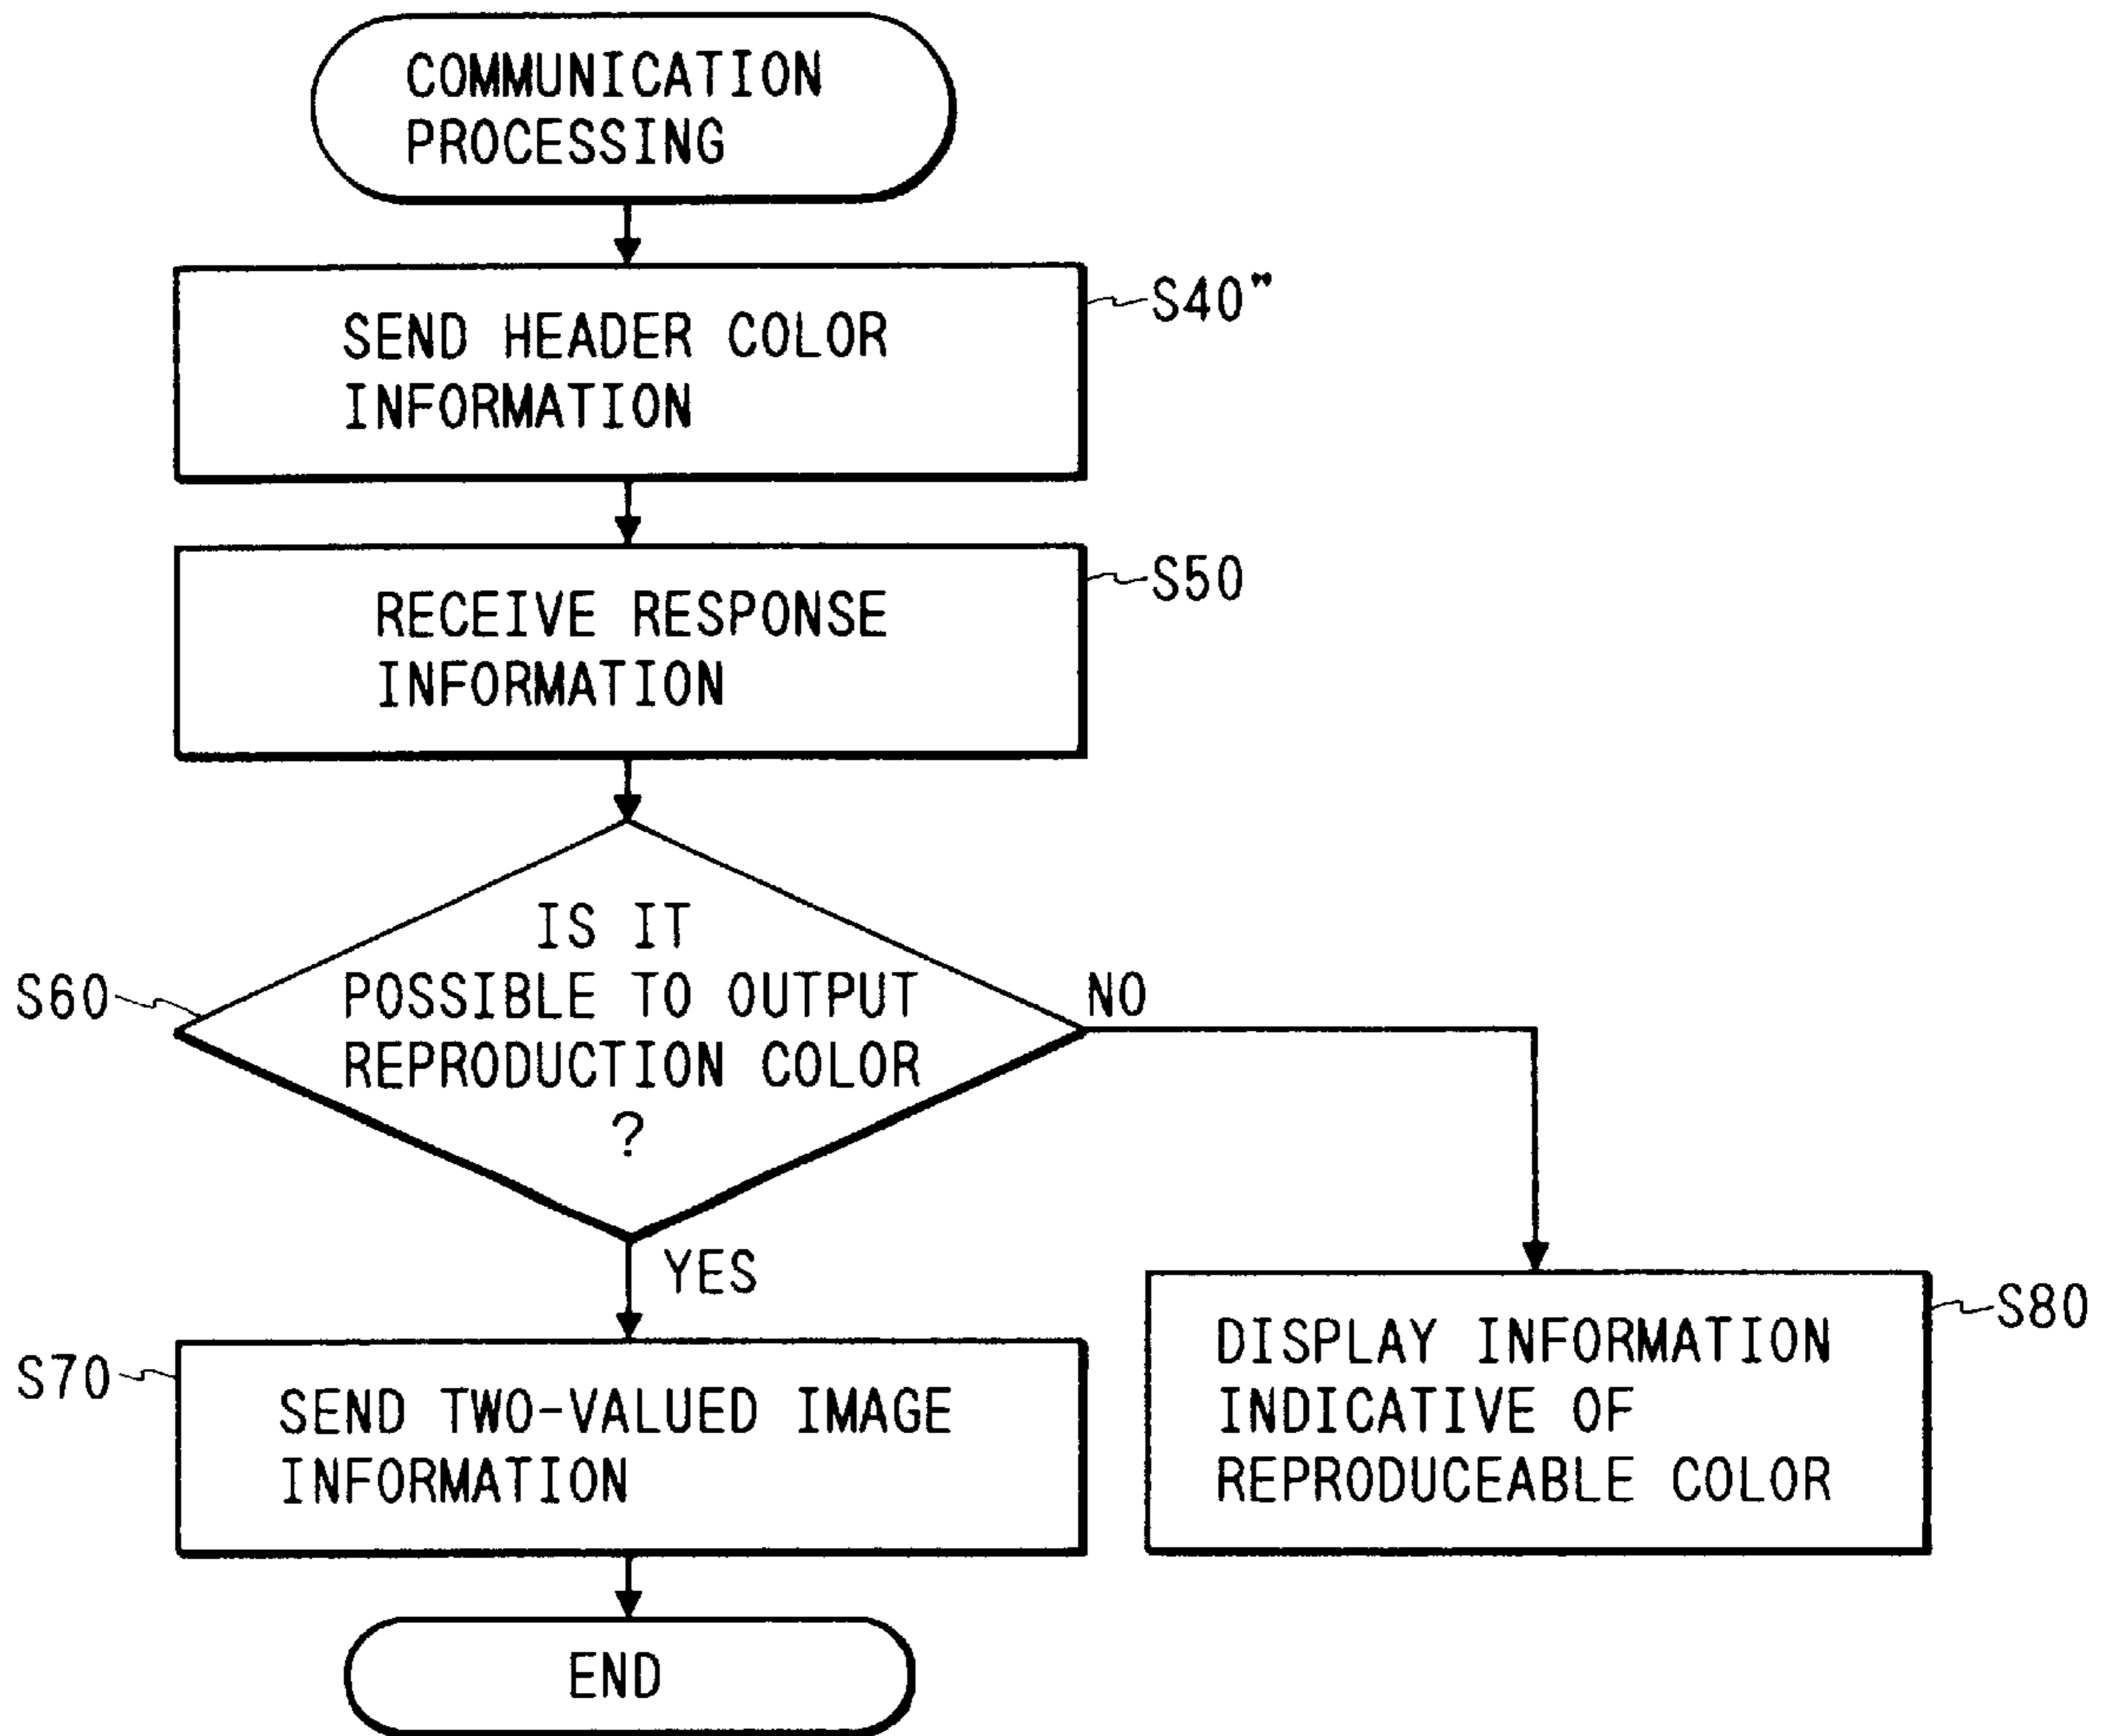 COMMUNICATION
PROCESSING
SEND HEADER COLOR
INFORMATION
S40"
RECEIVE RESPONSE
INFORMATION
S50
IS IT
POSSIBLE TO OUTPUT
REPRODUCTION COLOR
?
S60
NO
YES
SEND TWO-VALUED IMAGE
INFORMATION
S70
DISPLAY INFORMATION
INDICATIVE OF
REPRODUCEABLE COLOR
S80
END